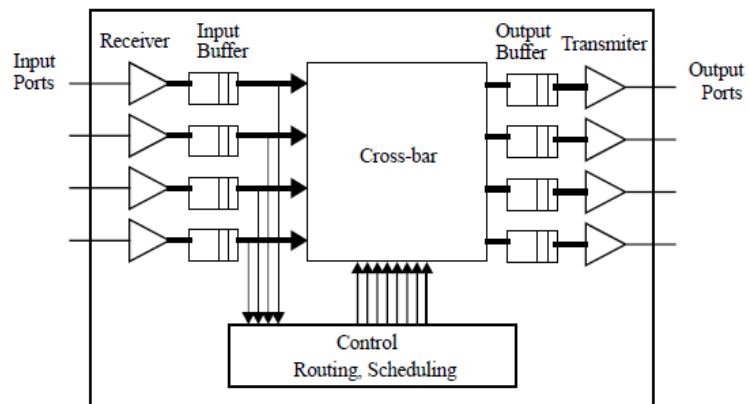 Receiver
Input
Buffer
Output
Buffer
Transmiter
Input
Ports
Output
Ports
Cross-bar
Control
Routing, Scheduling